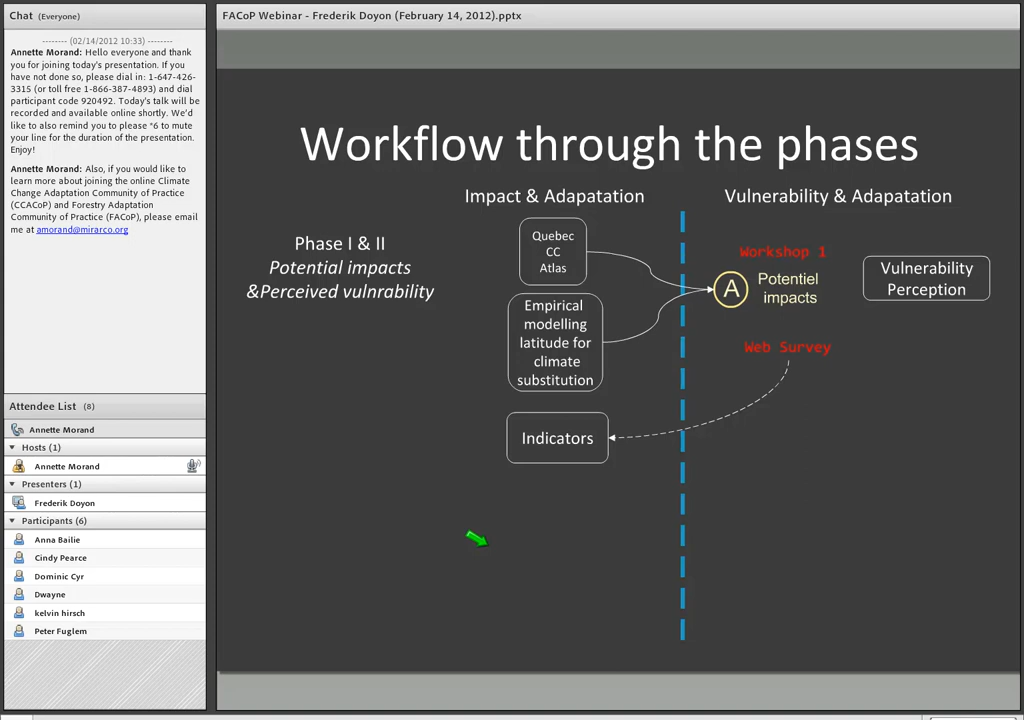 Chat (Everyone)
-------- (02/14/2012 10:33) --------
Annette Morand: Hello everyone and thank
you for joining today's presentation. If you
have not done so, please dial in: 1-647-426-
3315 (or toll free 1-866-387-4893) and dial
participant code 920492. Today's talk will be
recorded and available online shortly. We'd
like to also remind you to please *6 to mute
your line for the duration of the presentation.
Enjoy!
Annette Morand: Also, if you would like to
learn more about joining the online Climate
Change Adaptation Community of Practice
(CCACoP) and Forestry Adaptation
Community of Practice (FACoP), please email
me at amorand@mirarco.org
Attendee List (8)
Annette Morand
Hosts (1)
Annette Morand
Presenters (1)
Frederik Doyon
Participants (6)
Anna Bailie
Cindy Pearce
Dominic Cyr
Dwayne
kelvin hirsch
Peter Fuglem
FACoP Webinar - Frederik Doyon (February 14, 2012).pptx
Workflow through the phases
Impact & Adapatation
Vulnerability & Adapatation
Phase I & II
Potential impacts
&Perceived vulnrability
Quebec
CC
Atlas
Empirical
modelling
latitude for
climate
substitution
Indicators
Workshop 1
A
Potentiel
impacts
Web Survey
Vulnerability
Perception